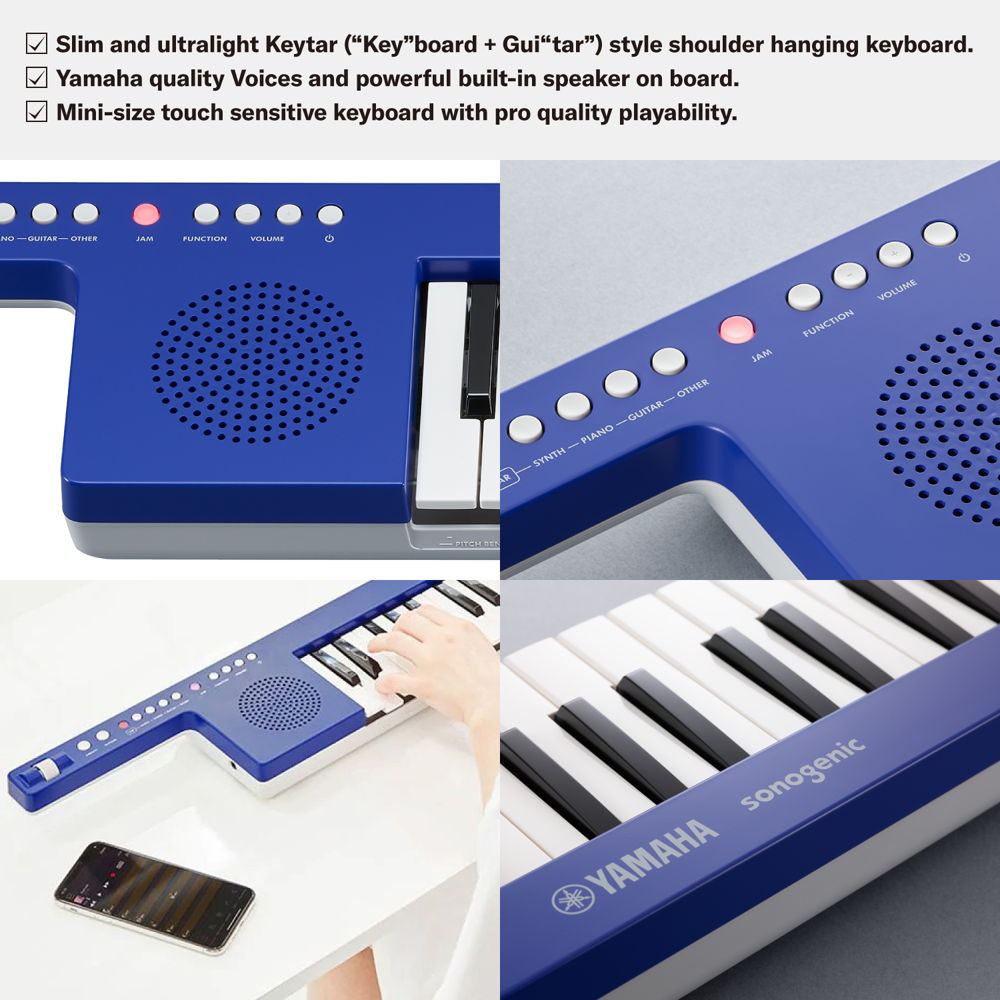 ☑ Slim and ultralight Keytar (“Key”board + Gui“tar”) style shoulder hanging keyboard.
☑ Yamaha quality Voices and powerful built-in speaker on board.
☑ Mini-size touch sensitive keyboard with pro quality playability.
NO — GUITAR — OTHER JAM FUNCTION VOLUME
PITCH BEN
AR — SYNTH — PIANO — GUITAR — OTHER JAM FUNCTION - VOLUME +
YAMAHA sonogenic